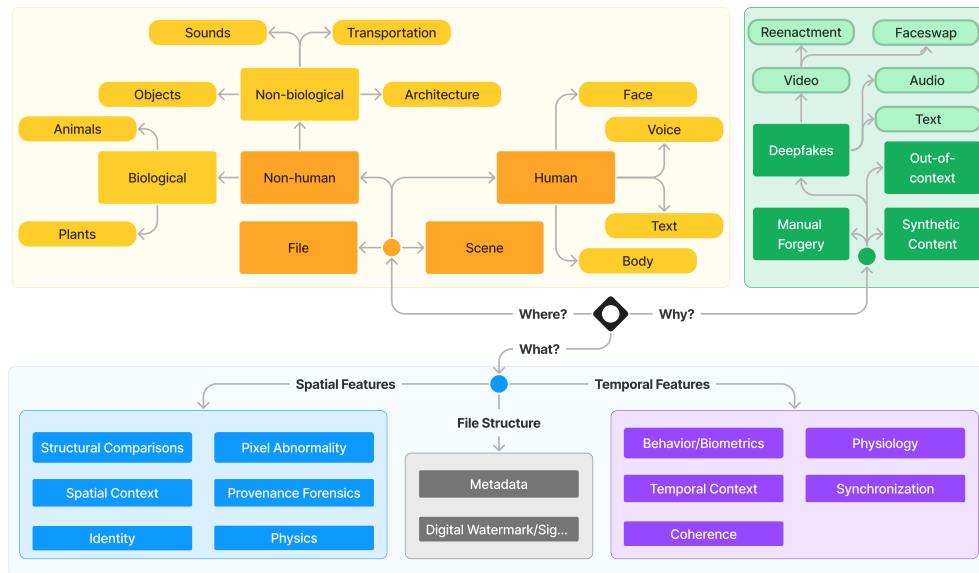 Sounds
Transportation
Objects
Non-biological
Architecture
Animals
Biological
Non-human
Plants
File
Scene
Human
Face
Voice
Text
Body
Reenactment
Faceswap
Video
Audio
Text
Deepfakes
Out-of-
context
Manual
Forgery
Synthetic
Content
Where?
Why?
What?
Spatial Features
Temporal Features
File Structure
Structural Comparisons
Pixel Abnormality
Spatial Context
Provenance Forensics
Identity
Physics
Metadata
Digital Watermark/Sig...
Behavior/Biometrics
Physiology
Temporal Context
Synchronization
Coherence